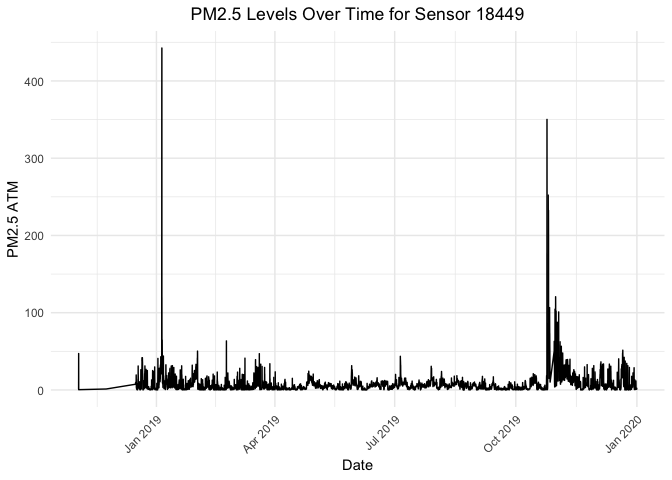 PM2.5 Levels Over Time for Sensor 18449
PM2.5 ATM
400
300
200
100
0
Jan 2019
Apr 2019
Jul 2019
Oct 2019
Jan 2020
Date